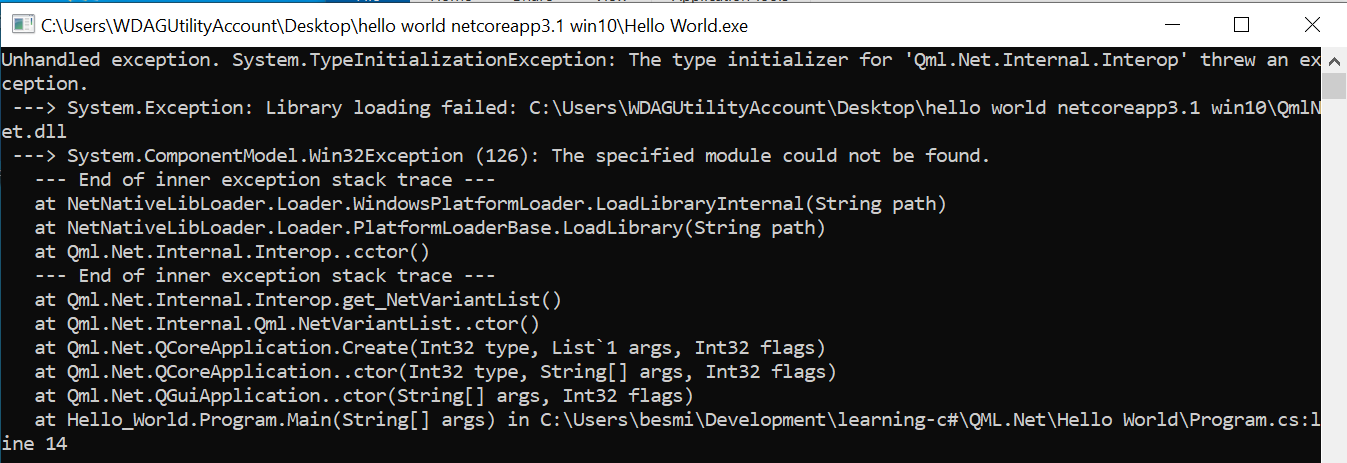 C:\Users\WDAGUtilityAccount\Desktop\hello world netcoreapp3.1 win10\Hello World.exe
Unhandled exception. System.TypeInitializationException: The type initializer for 'Qml.Net.Internal.Interop' threw an ex
ception.
 ---> System.Exception: Library loading failed: C:\Users\WDAGUtilityAccount\Desktop\hello world netcoreapp3.1 win10\QmlN
et.dll
 ---> System.ComponentModel.Win32Exception (126): The specified module could not be found.
   --- End of inner exception stack trace ---
   at NetNativeLibLoader.Loader.WindowsPlatformLoader.LoadLibraryInternal(String path)
   at NetNativeLibLoader.Loader.PlatformLoaderBase.LoadLibrary(String path)
   at Qml.Net.Internal.Interop..cctor()
   --- End of inner exception stack trace ---
   at Qml.Net.Internal.Interop.get_NetVariantList()
   at Qml.Net.Internal.Qml.NetVariantList..ctor()
   at Qml.Net.QCoreApplication.Create(Int32 type, List`1 args, Int32 flags)
   at Qml.Net.QCoreApplication..ctor(Int32 type, String[] args, Int32 flags)
   at Qml.Net.QGuiApplication..ctor(String[] args, Int32 flags)
   at Hello_World.Program.Main(String[] args) in C:\Users\besmi\Development\learning-c#\QML.Net\Hello World\Program.cs:l
ine 14